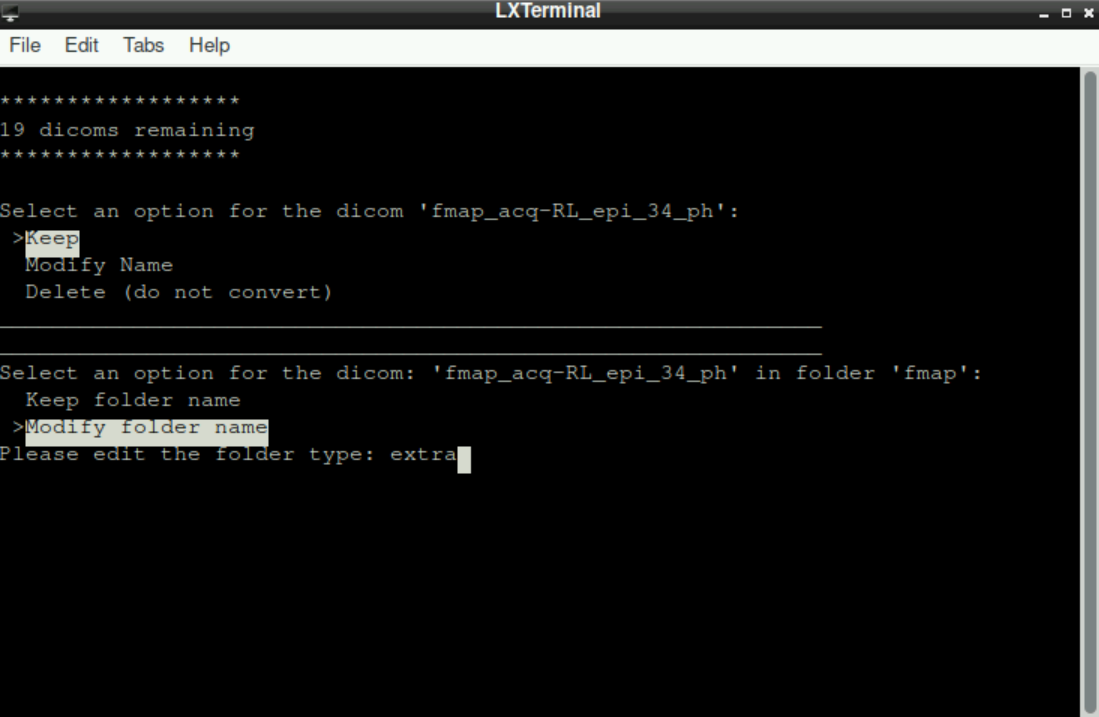 LXTerminal
File Edit Tabs Help
******************
19 dicoms remaining
******************
Select an option for the dicom 'fmap_acq-RL_epi_34_ph':
>Keep
Modify Name
Delete (do not convert)
Select an option for the dicom: 'fmap_acq-RL_epi_34_ph' in folder 'fmap':
Keep folder name
>Modify folder name
Please edit the folder type: extra